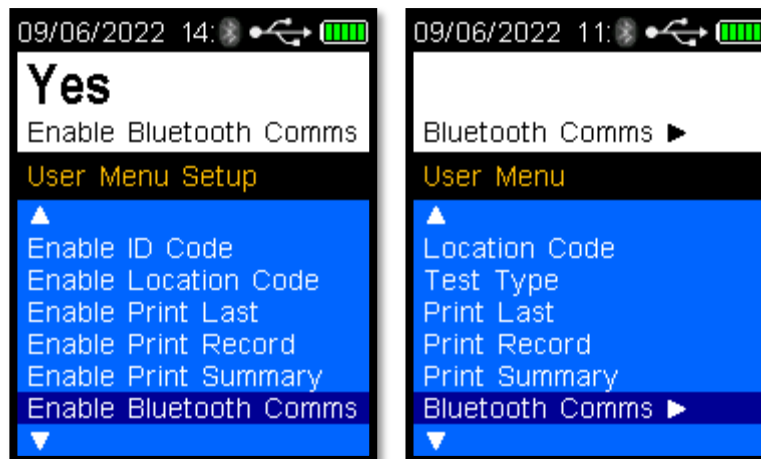 09/06/2022 14:
Yes
Enable Bluetooth Comms
User Menu Setup
Enable ID Code
Enable Location Code
Enable Print Last
Enable Print Record
Enable Print Summary
Enable Bluetooth Comms
09/06/2022 11:
Bluetooth Comms ▶
User Menu
Location Code
Test Type
Print Last
Print Record
Print Summary
Bluetooth Comms ▶